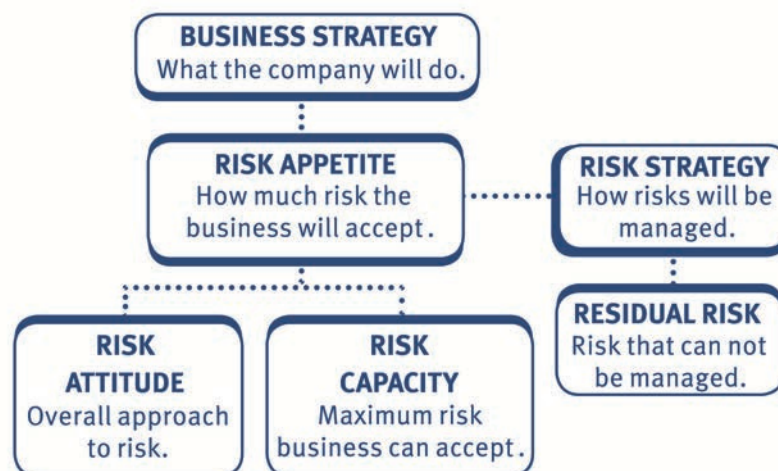 BUSINESS STRATEGY
What the company will do.
RISK APPETITE
How much risk the
business will accept.
RISK STRATEGY
How risks will be
managed.
RISK
ATTITUDE
Overall approach
to risk.
RISK
CAPACITY
Maximum risk
business can accept.
RESIDUAL RISK
Risk that can not
be managed.